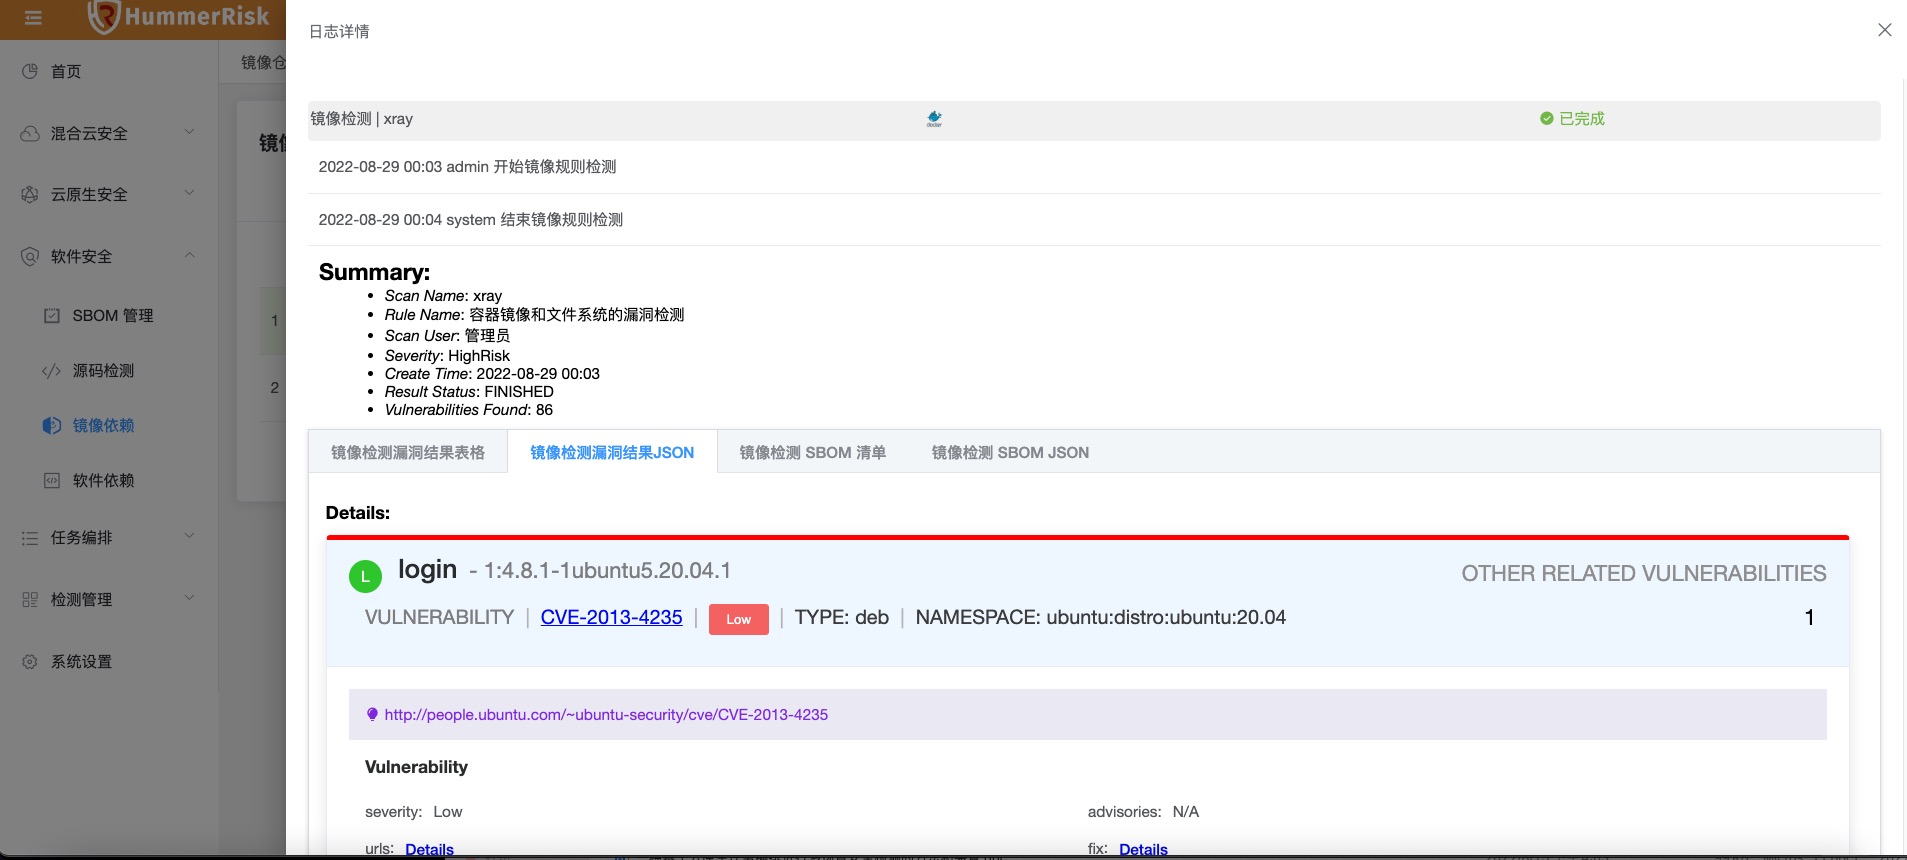 HummerRisk
日志详情
首页
镜像仓
镜像检测 | xray
docker
已完成
混合云安全
2022-08-29 00:03 admin 开始镜像规则检测
云原生安全
2022-08-29 00:04 system 结束镜像规则检测
软件安全
Summary:
Scan Name: xray
Rule Name: 容器镜像和文件系统的漏洞检测
Scan User: 管理员
Severity: HighRisk
Create Time: 2022-08-29 00:03
Result Status: FINISHED
Vulnerabilities Found: 86
SBOM 管理
1
源码检测
2
镜像依赖
镜像检测漏洞结果表格
镜像检测漏洞结果JSON
镜像检测 SBOM 清单
镜像检测 SBOM JSON
软件依赖
Details:
任务编排
L
login - 1:4.8.1-1ubuntu5.20.04.1
OTHER RELATED VULNERABILITIES
检测管理
VULNERABILITY | CVE-2013-4235 | Low | TYPE: deb | NAMESPACE: ubuntu:distro:ubuntu:20.04
1
系统设置
http://people.ubuntu.com/~ubuntu-security/cve/CVE-2013-4235
Vulnerability
severity: Low
advisories: N/A
urls: Details
fix: Details